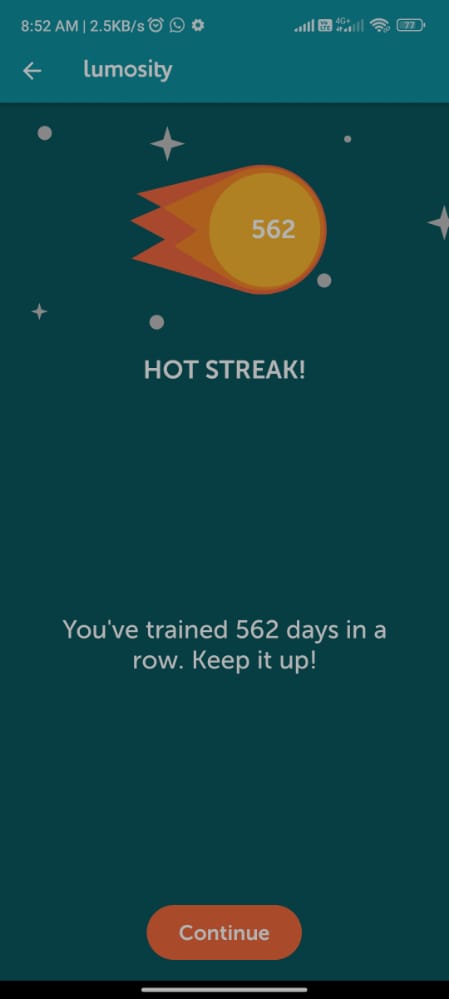 8:52 AM | 2.5KB/s
4G+
77
lumosity
562
HOT STREAK!
You've trained 562 days in a
row. Keep it up!
Continue